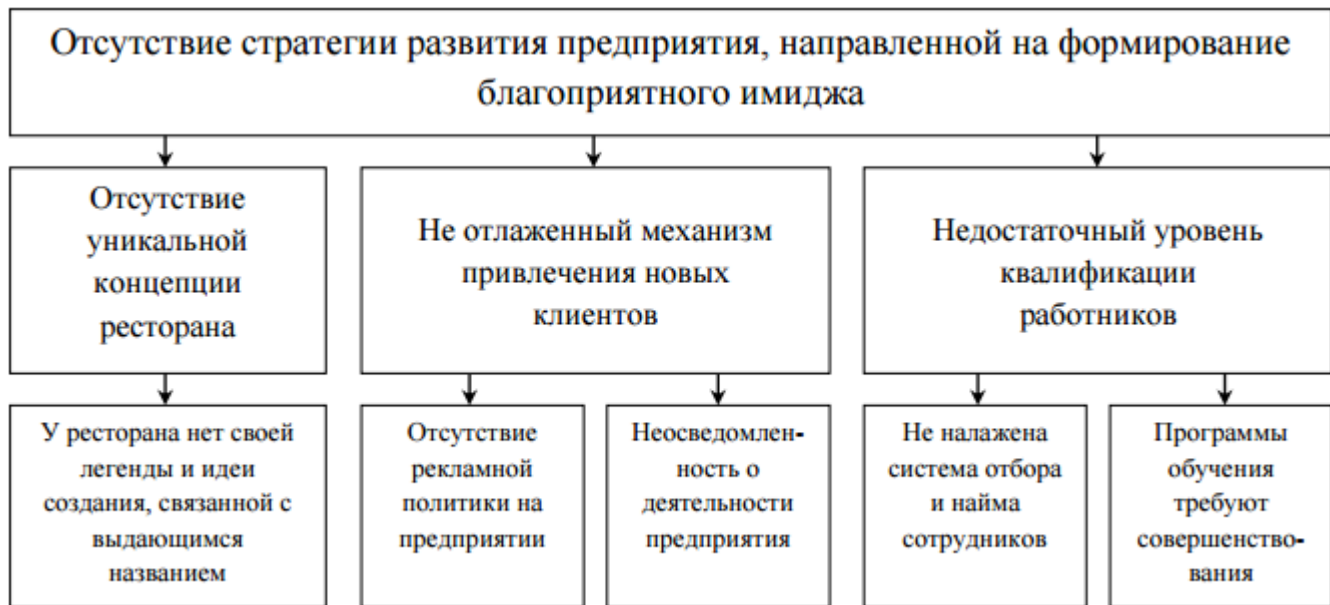 Отсутствие стратегии развития предприятия, направленной на формирование
благоприятного имиджа
Отсутствие
уникальной
концепции
ресторана
Не отлаженный механизм
привлечения новых
клиентов
Недостаточный уровень
квалификации
работников
У ресторана нет своей
легенды и идеи
создания, связанной с
выдающимся
названием
Отсутствие
рекламной
политики на
предприятии
Неосведомлен-
ность о
деятельности
предприятия
Не налажена
система отбора
и найма
сотрудников
Программы
обучения
требуют
совершенство-
вания